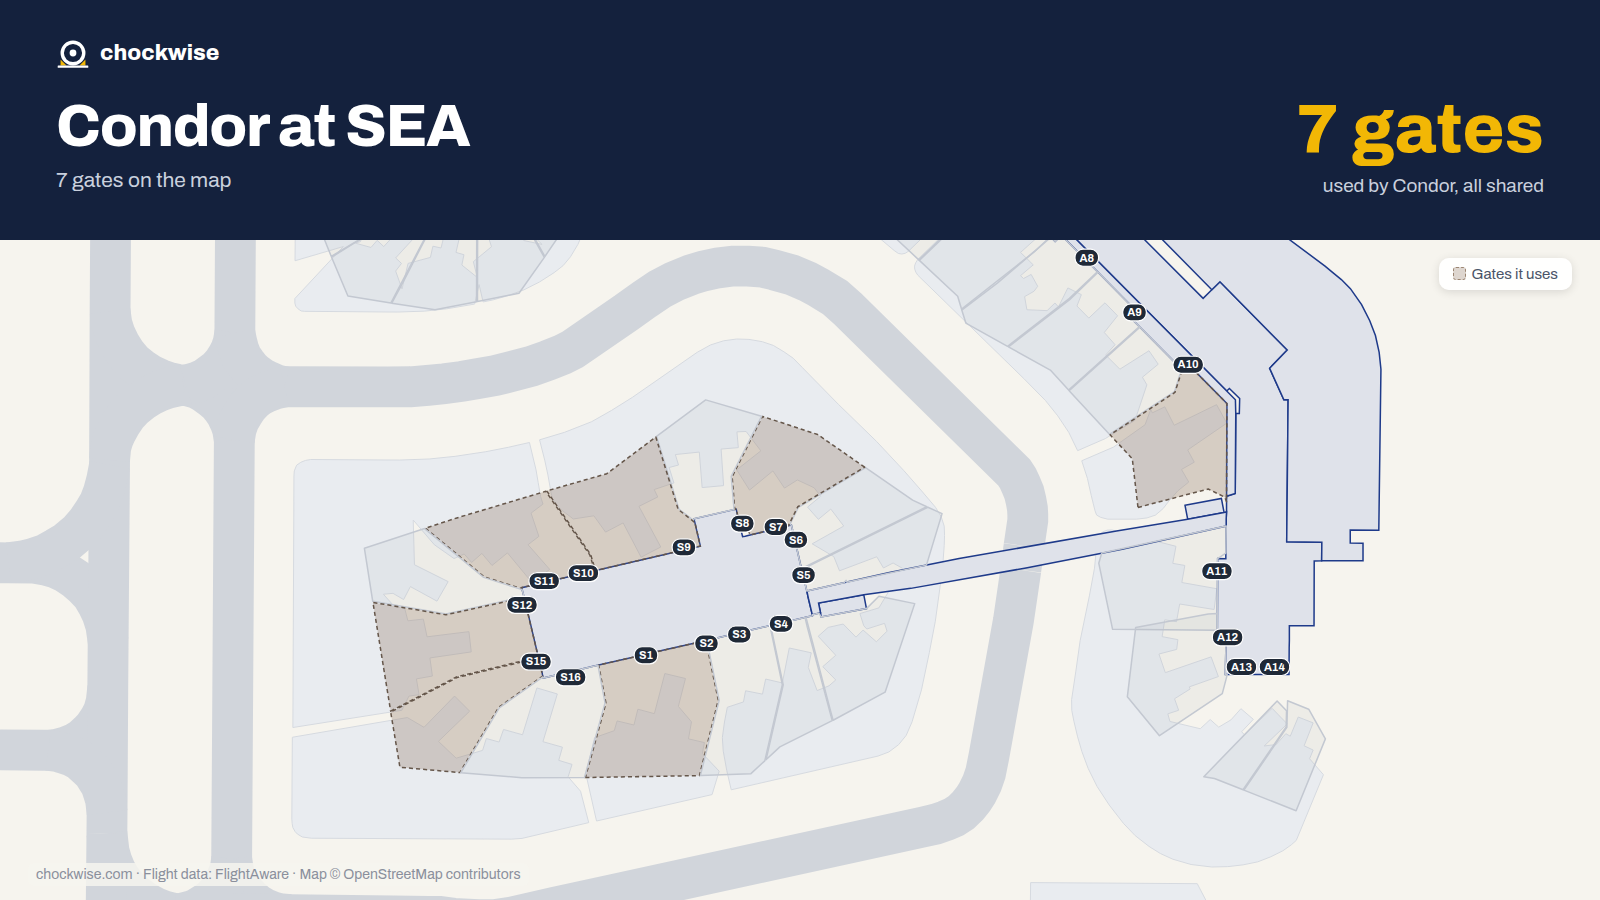 chockwise
Condor at SEA
7 gates on the map
7 gates
used by Condor, all shared
Gates it uses
A8
A9
A10
S8
S7
S6
S9
S5
S10
S11
A11
S12
S4
S3
A12
S2
S1
S15
A13
A14
S16
chockwise.com · Flight data: FlightAware · Map © OpenStreetMap contributors